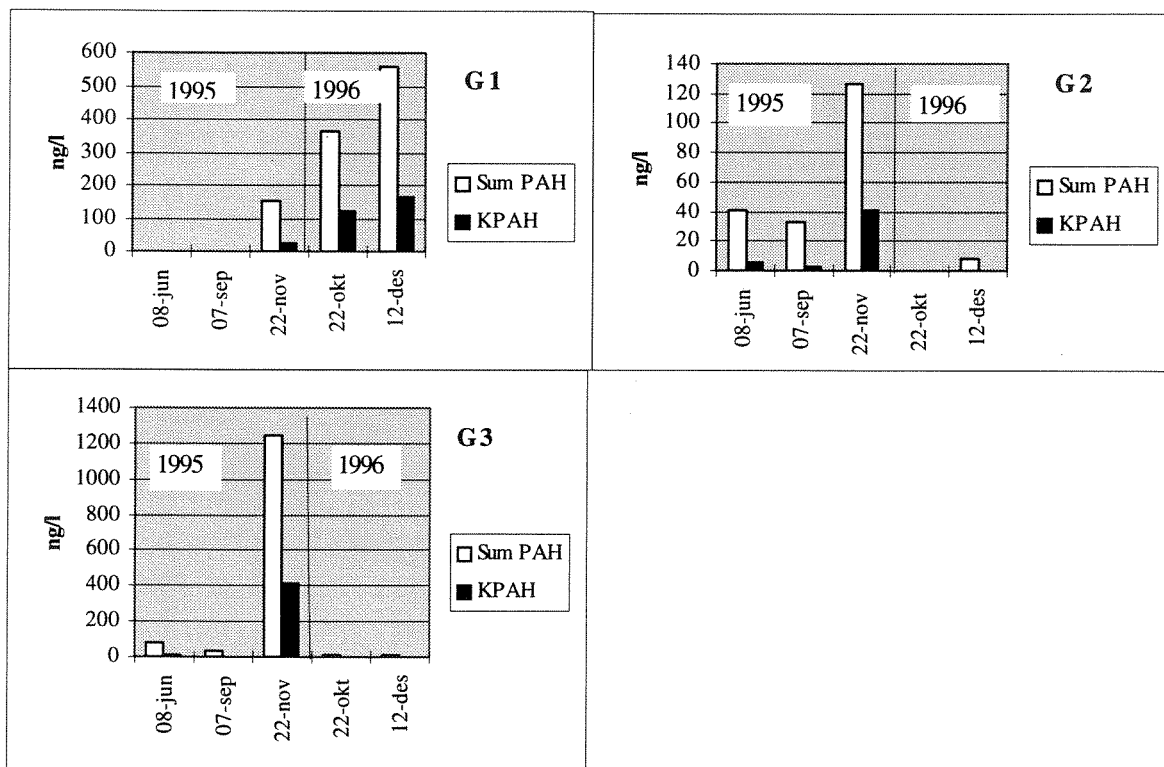 G1
ng/l
600
500
400
300
200
100
0
1995
1996
08-jun
07-sep
22-nov
22-okt
12-des
Sum PAH
KPAH
G2
ng/l
140
120
100
80
60
40
20
0
1995
1996
08-jun
07-sep
22-nov
22-okt
12-des
Sum PAH
KPAH
G3
ng/l
1400
1200
1000
800
600
400
200
0
1995
1996
08-jun
07-sep
22-nov
22-okt
12-des
Sum PAH
KPAH